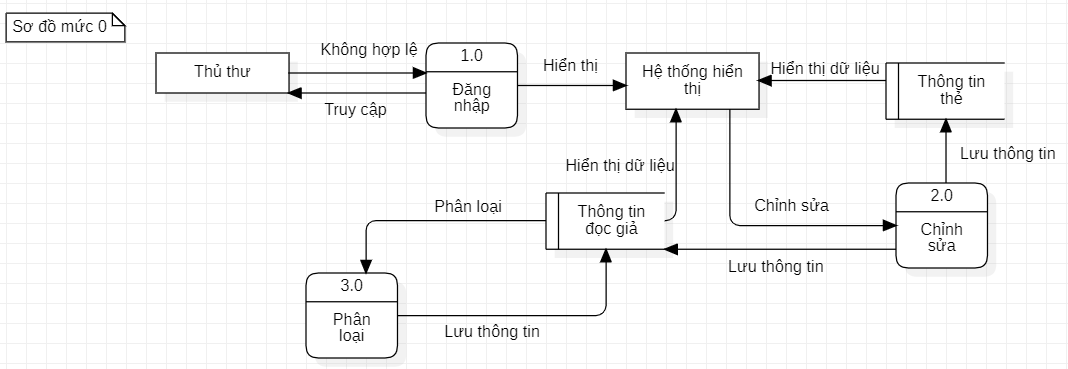 Sơ đồ mức 0
Thủ thư
Không hợp lệ
Truy cập
1.0
Đăng
nhập
Hiển thị
Hệ thống hiển
thị
Hiển thị dữ liệu
Thông tin
thẻ
Lưu thông tin
Hiển thị dữ liệu
2.0
Chỉnh
sửa
Chỉnh sửa
Phân loại
Thông tin
đọc giả
Lưu thông tin
3.0
Phân
loại
Lưu thông tin